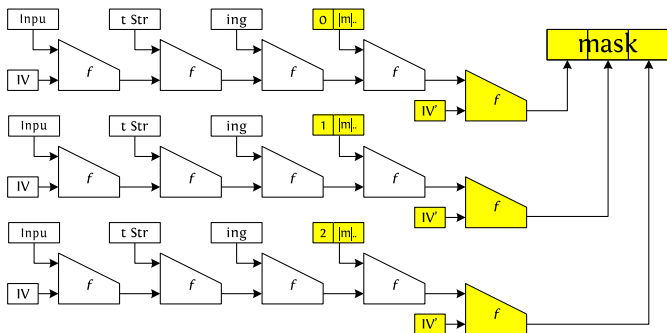 Inpu t Str ing 0 |m|.. mask
IV f f f f f
IV'
Inpu t Str ing 1 |m|..
IV f f f f f
IV'
Inpu t Str ing 2 |m|..
IV f f f f f
IV'